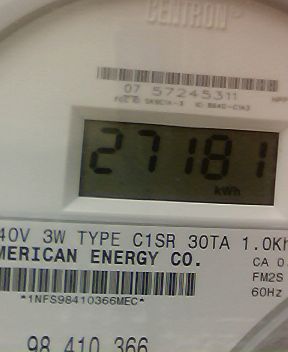 CENTRON®
07 57245311
27181
kWh
40V 3W TYPE C1SR 30TA 1.0Kh
MERICAN ENERGY CO.
CA 0.
FM2S
60Hz
*1NFS98410366MEC*
98 410 366